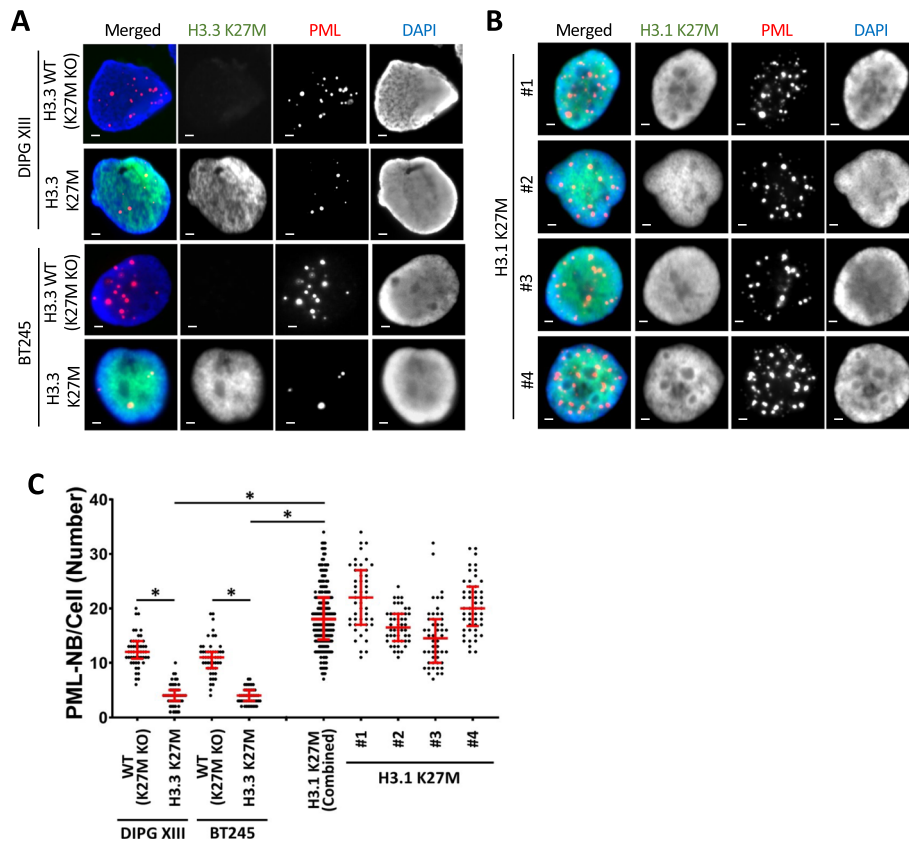 A
Merged H3.3 K27M PML DAPI
DIPG XIII
H3.3 WT
(K27M KO)
H3.3
K27M
BT245
H3.3 WT
(K27M KO)
H3.3
K27M
B
Merged H3.1 K27M PML DAPI
H3.1 K27M
#1
#2
#3
#4
C
PML-NB/Cell (Number)
40
30
20
10
0
*
*
*
*
WT
(K27M KO)
H3.3 K27M
WT
(K27M KO)
H3.3 K27M
H3.1 K27M
(Combined)
#1
#2
#3
#4
DIPG XIII
BT245
H3.1 K27M